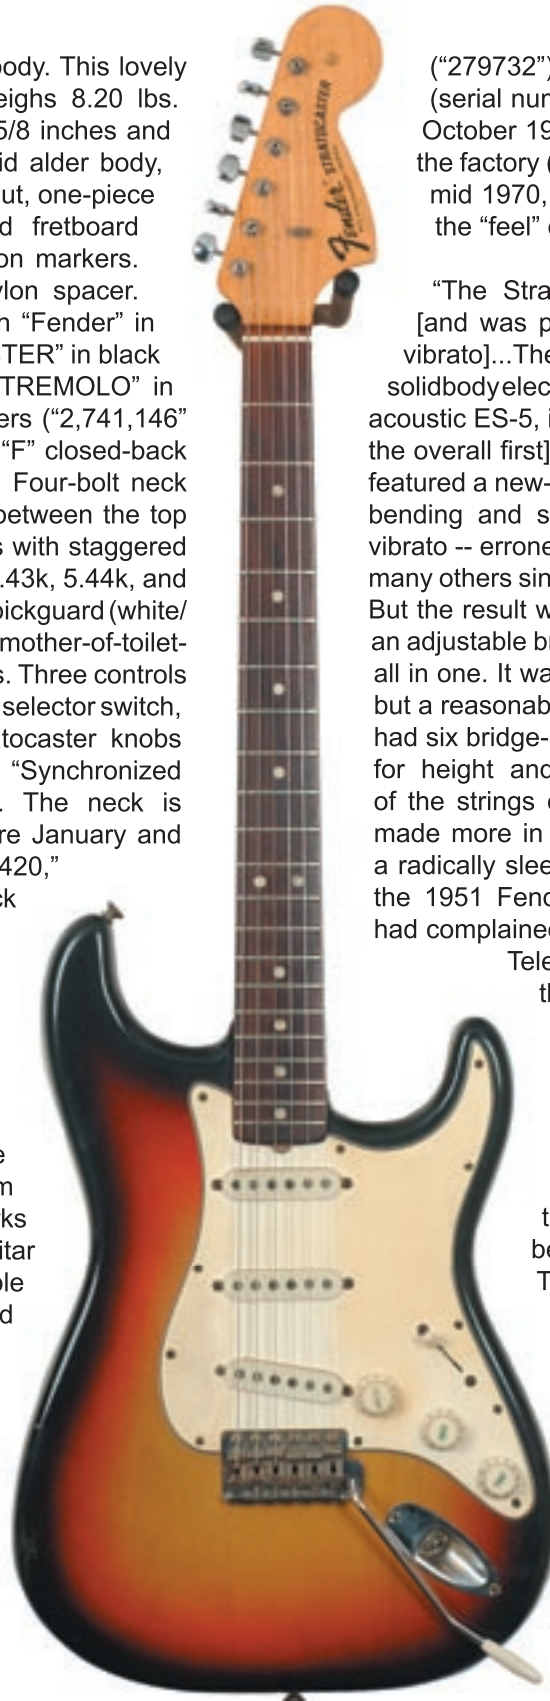 body. This lovely
eighs 8.20 lbs.
5/8 inches and
id alder body,
ut, one-piece
d fretboard
on markers.
ylon spacer.
h “Fender” in
TER” in black
TREMOLO” in
ers (“2,741,146”
“F” closed-back
Four-bolt neck
between the top
s with staggered
.43k, 5.44k, and
pickguard (white/
mother-of-toilet-
s. Three controls
selector switch,
tocaster knobs
“Synchronized
. The neck is
re January and
420,”
ck
e
m
rks
itar
ole
d
Fender STRATOCASTER
(“279732”)
(serial nun
October 19
the factory (
mid 1970,
the “feel” 
“The Stra
[and was p
vibrato]...The
solidbody elec
acoustic ES-5, i
the overall first]
featured a new-
bending and s
vibrato -- errone
many others sin
But the result w
an adjustable br
all in one. It wa
but a reasonab
had six bridge-
for height and
of the strings
made more in
a radically slee
the 1951 Fend
had complained
Tele
th
t
be
T